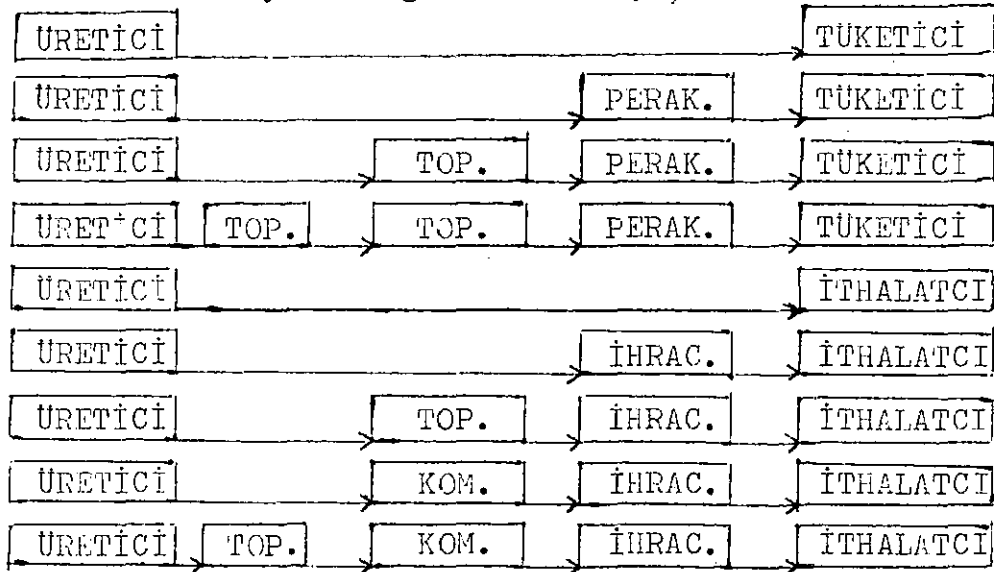 ÜRETİCİ TÜKETİCİ
ÜRETİCİ PERAK. TÜKETİCİ
ÜRETİCİ TOP. PERAK. TÜKETİCİ
ÜRETİCİ TOP. TOP. PERAK. TÜKETİCİ
ÜRETİCİ İTHALATCI
ÜRETİCİ İHRAC. İTHALATCI
ÜRETİCİ TOP. İHRAC. İTHALATCI
ÜRETİCİ KOM. İHRAC. İTHALATCI
ÜRETİCİ TOP. KOM. İHRAC. İTHALATCI